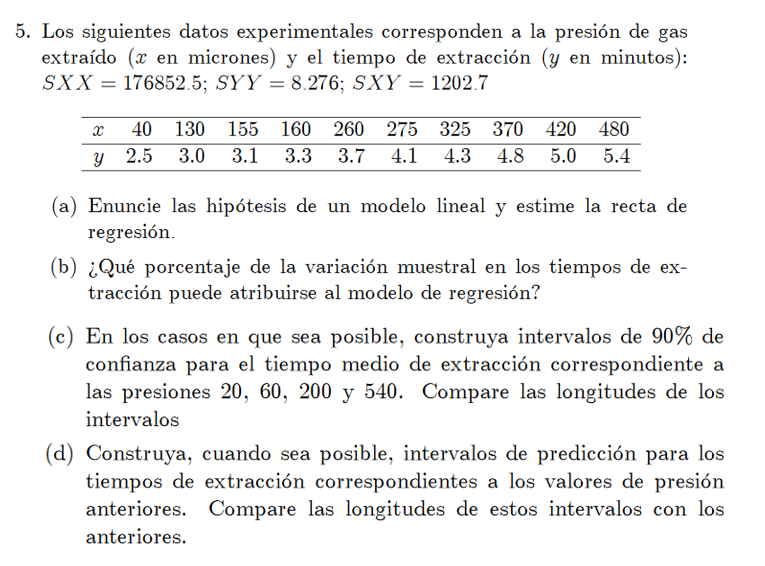 5. Los siguientes datos experimentales corresponden a la presión de gas
extraído (x en micrones) y el tiempo de extracción (y en minutos):
SXX = 176852.5; SYY = 8.276; SXY = 1202.7
x 40 130 155 160 260 275 325 370 420 480
y 2.5 3.0 3.1 3.3 3.7 4.1 4.3 4.8 5.0 5.4
(a) Enuncie las hipótesis de un modelo lineal y estime la recta de
regresión.
(b) ¿Qué porcentaje de la variación muestral en los tiempos de ex-
tracción puede atribuirse al modelo de regresión?
(c) En los casos en que sea posible, construya intervalos de 90% de
confianza para el tiempo medio de extracción correspondiente a
las presiones 20, 60, 200 y 540. Compare las longitudes de los
intervalos
(d) Construya, cuando sea posible, intervalos de predicción para los
tiempos de extracción correspondientes a los valores de presión
anteriores. Compare las longitudes de estos intervalos con los
anteriores.